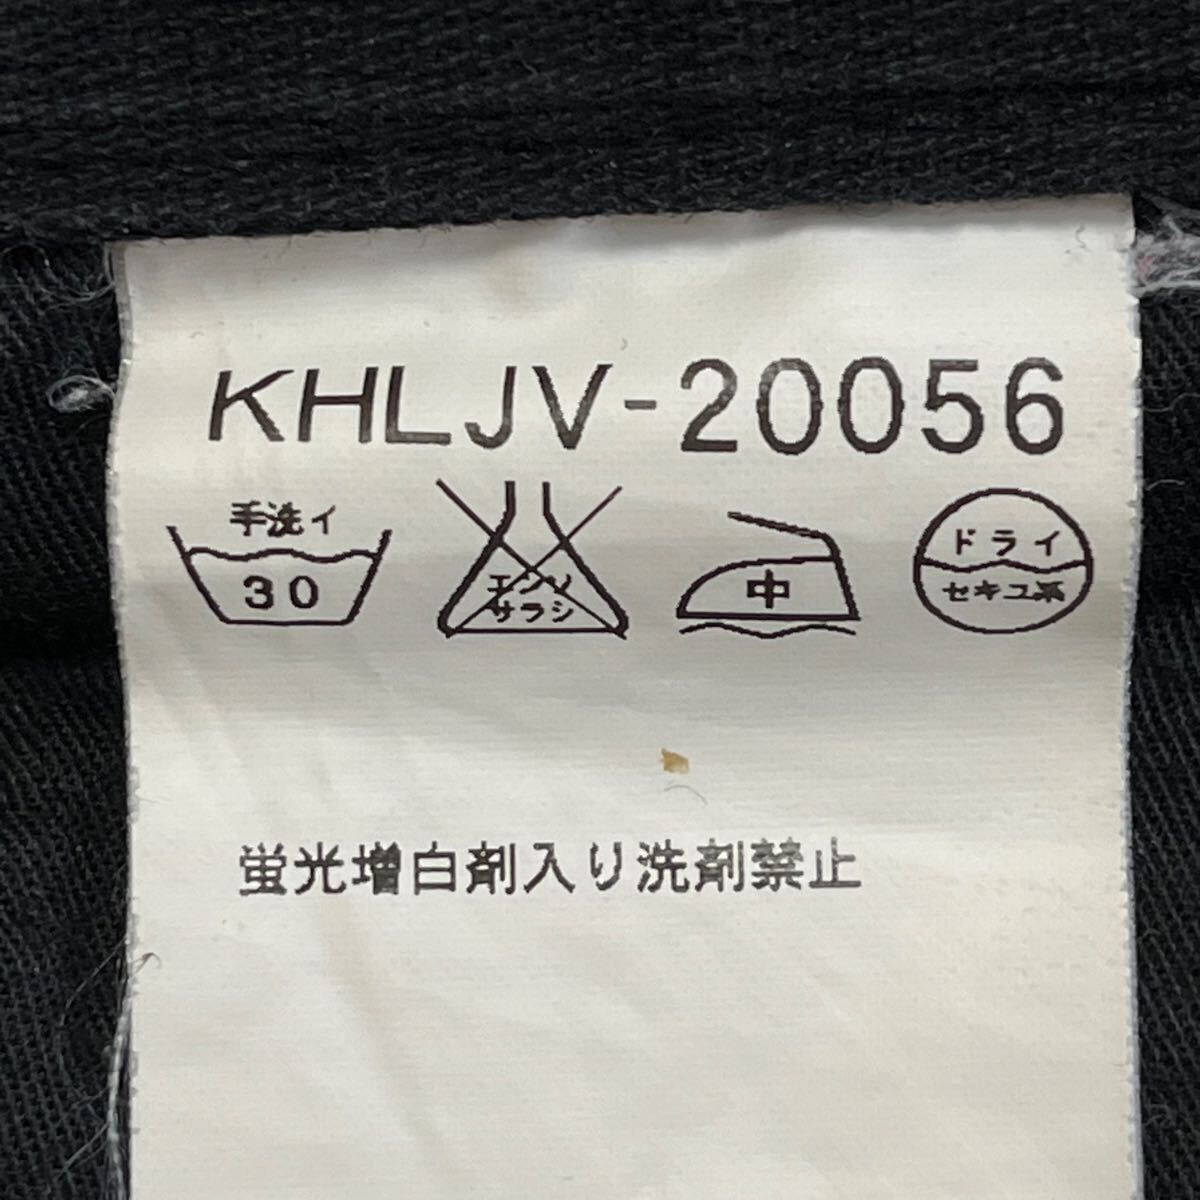 KHLJV-20056
手洗イ
30
エンソ
サラシ
中
ドライ
セキユ系
蛍光増白剤入り洗剤禁止